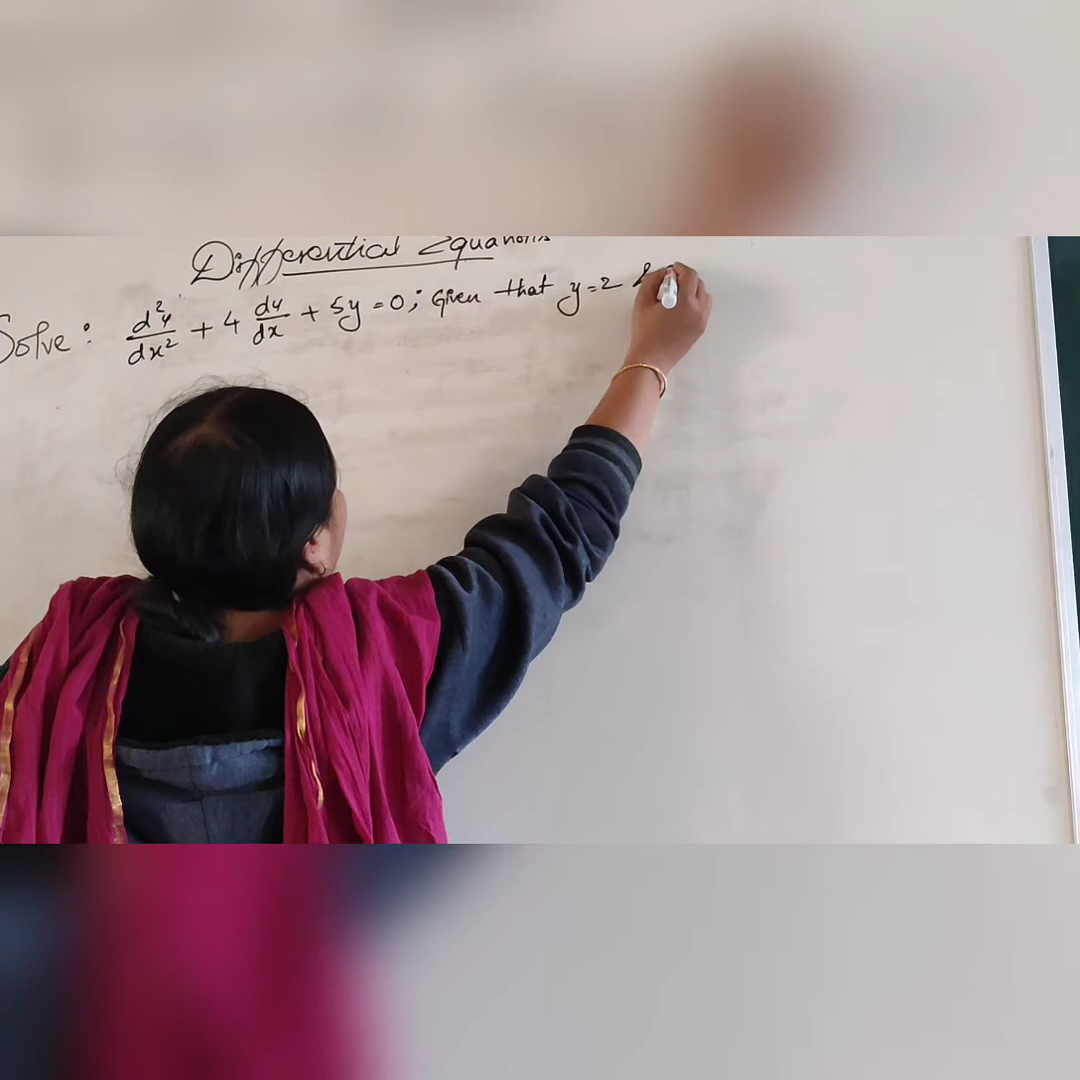 Differential Equations
Solve: d²y/dx² + 4 dy/dx + 5y = 0; Given that y = 2 &